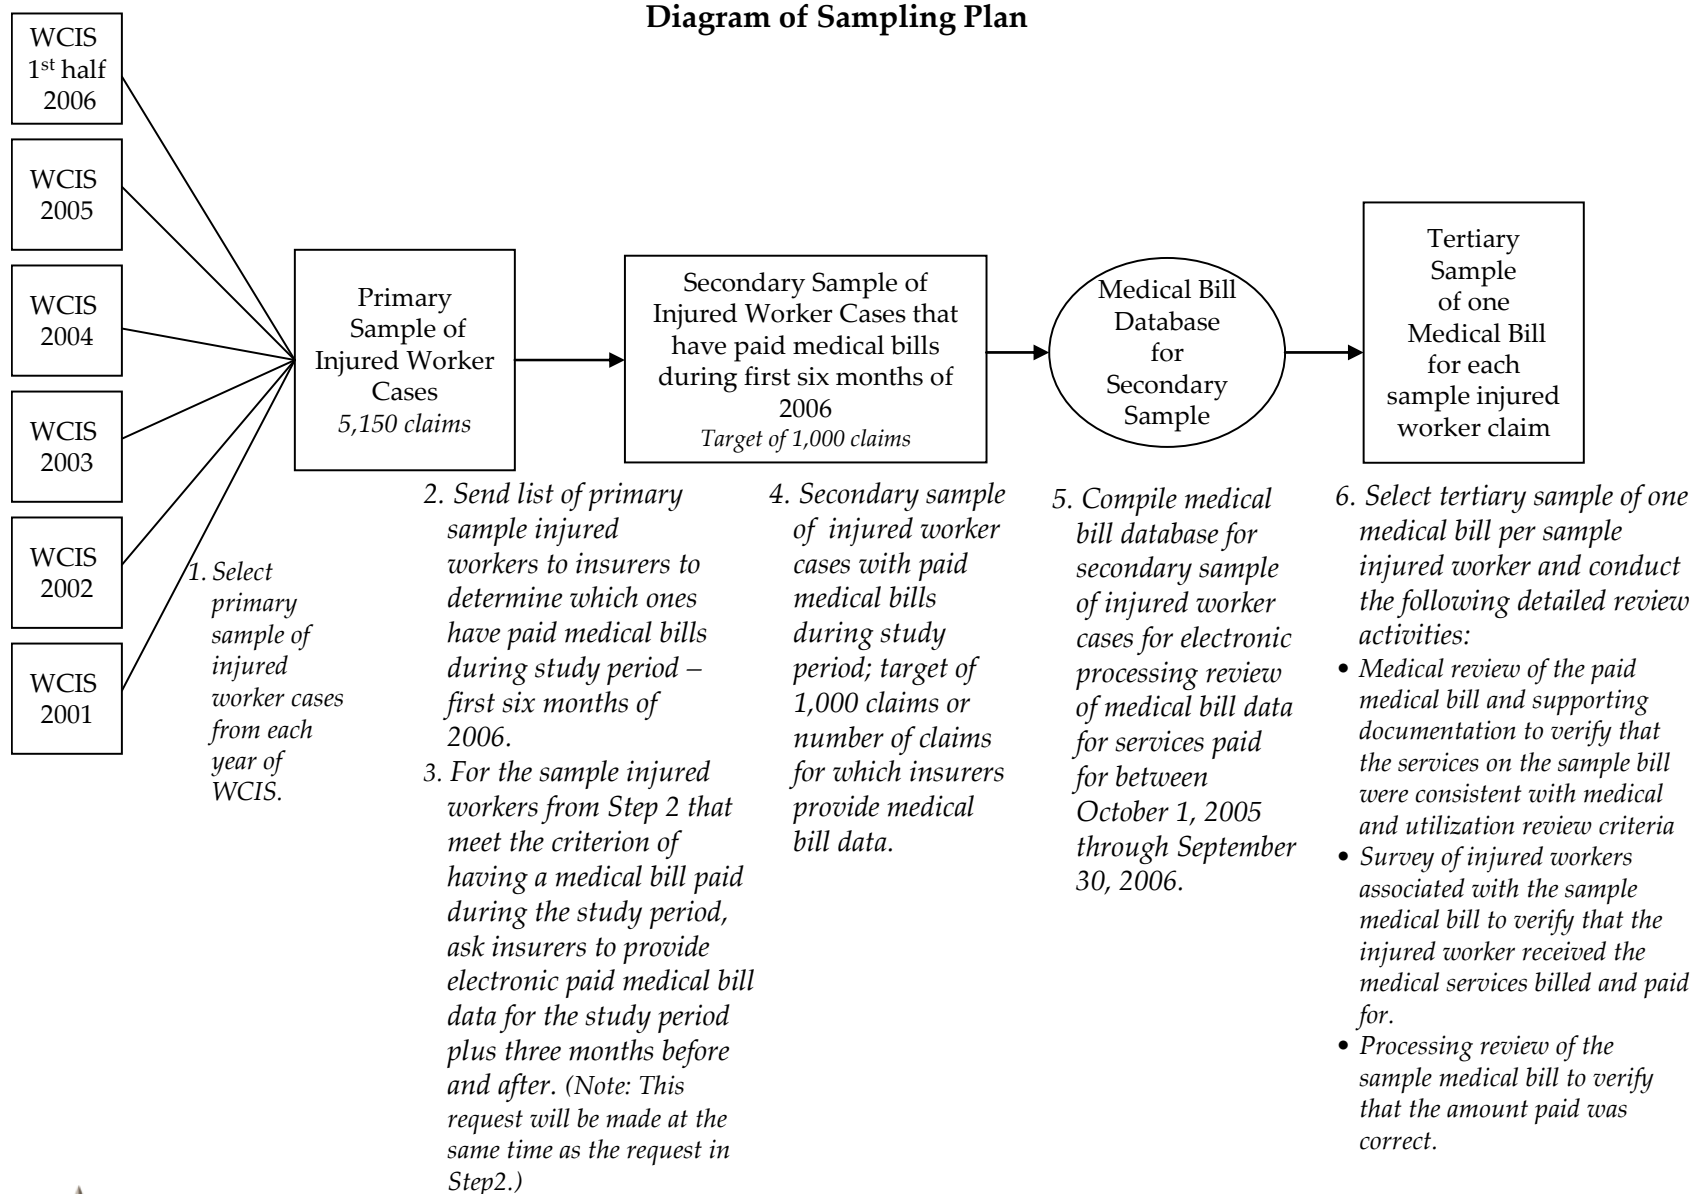 Diagram of Sampling Plan
WCIS
1st half
2006
WCIS
2005
WCIS
2004
WCIS
2003
WCIS
2002
WCIS
2001
Primary
Sample of
Injured Worker
Cases
5,150 claims
Secondary Sample of
Injured Worker Cases that
have paid medical bills
during first six months of
2006
Target of 1,000 claims
Medical Bill
Database
for
Secondary
Sample
Tertiary
Sample
of one
Medical Bill
for each
sample injured
worker claim
1. Select
primary
sample of
injured
worker cases
from each
year of
WCIS.
2. Send list of primary
sample injured
workers to insurers to
determine which ones
have paid medical bills
during study period –
first six months of
2006.
3. For the sample injured
workers from Step 2 that
meet the criterion of
having a medical bill paid
during the study period,
ask insurers to provide
electronic paid medical bill
data for the study period
plus three months before
and after. (Note: This
request will be made at the
same time as the request in
Step2.)
4. Secondary sample
of injured worker
cases with paid
medical bills
during study
period; target of
1,000 claims or
number of claims
for which insurers
provide medical
bill data.
5. Compile medical
bill database for
secondary sample
of injured worker
cases for electronic
processing review
of medical bill data
for services paid
for between
October 1, 2005
through September
30, 2006.
6. Select tertiary sample of one
medical bill per sample
injured worker and conduct
the following detailed review
activities:
• Medical review of the paid
medical bill and supporting
documentation to verify that
the services on the sample bill
were consistent with medical
and utilization review criteria
• Survey of injured workers
associated with the sample
medical bill to verify that the
injured worker received the
medical services billed and paid
for.
• Processing review of the
sample medical bill to verify
that the amount paid was
correct.